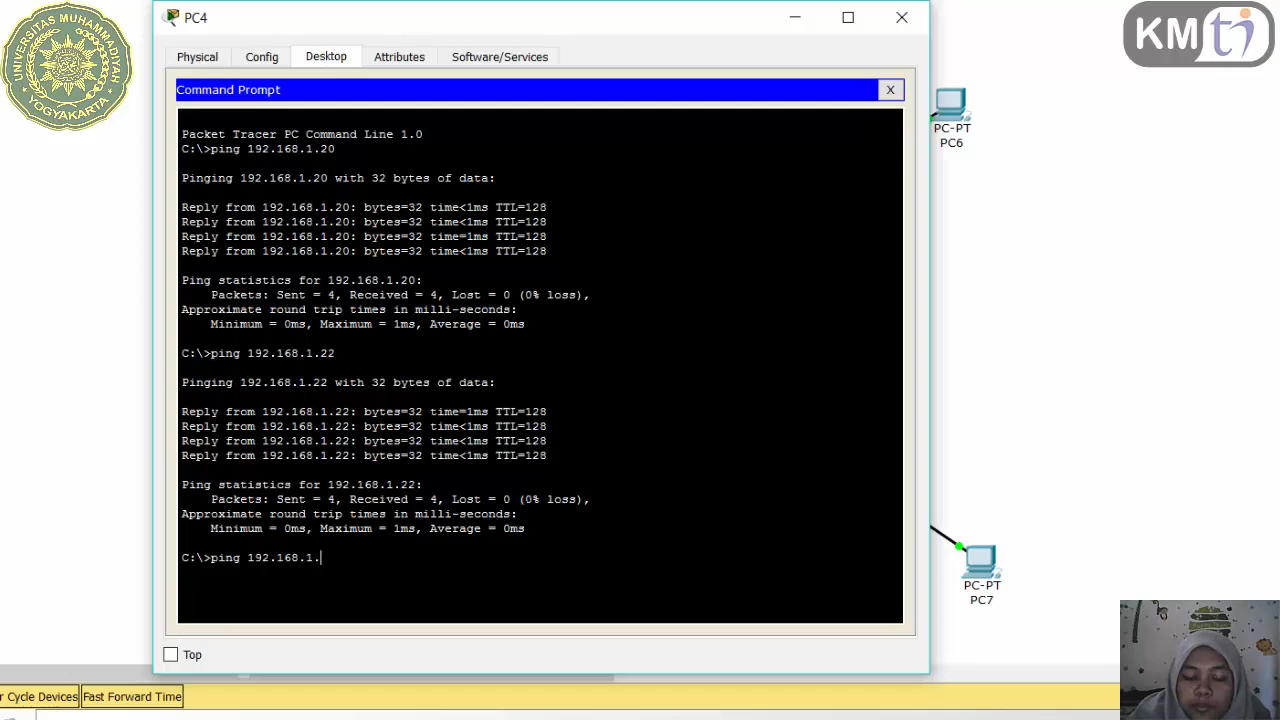 UNIVERSITAS MUHAMMADIYAH
YOGYAKARTA
PC4
KMTI
Physical
Config
Desktop
Attributes
Software/Services
Command Prompt
X
Packet Tracer PC Command Line 1.0
C:\>ping 192.168.1.20
Pinging 192.168.1.20 with 32 bytes of data:
Reply from 192.168.1.20: bytes=32 time<1ms TTL=128
Reply from 192.168.1.20: bytes=32 time<1ms TTL=128
Reply from 192.168.1.20: bytes=32 time=1ms TTL=128
Reply from 192.168.1.20: bytes=32 time<1ms TTL=128
Ping statistics for 192.168.1.20:
Packets: Sent = 4, Received = 4, Lost = 0 (0% loss),
Approximate round trip times in milli-seconds:
Minimum = 0ms, Maximum = 1ms, Average = 0ms
C:\>ping 192.168.1.22
Pinging 192.168.1.22 with 32 bytes of data:
Reply from 192.168.1.22: bytes=32 time=1ms TTL=128
Reply from 192.168.1.22: bytes=32 time<1ms TTL=128
Reply from 192.168.1.22: bytes=32 time<1ms TTL=128
Reply from 192.168.1.22: bytes=32 time<1ms TTL=128
Ping statistics for 192.168.1.22:
Packets: Sent = 4, Received = 4, Lost = 0 (0% loss),
Approximate round trip times in milli-seconds:
Minimum = 0ms, Maximum = 1ms, Average = 0ms
C:\>ping 192.168.1.
PC-PT
PC6
PC-PT
PC7
Top
r Cycle Devices
Fast Forward Time